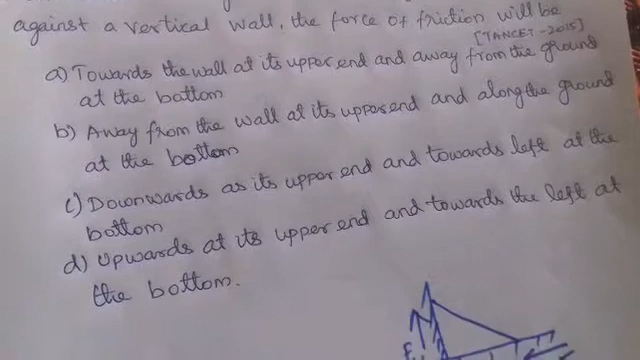 against a vertical wall, the force of friction will be
[TANCET-2015]
a) Towards the wall at its upper end and away from the ground
at the bottom
b) Away from the wall at its upper end and along the ground
at the bottom
c) Downwards as its upper end and towards left at the
bottom
d) Upwards at its upper end and towards the left at
the bottom.
F